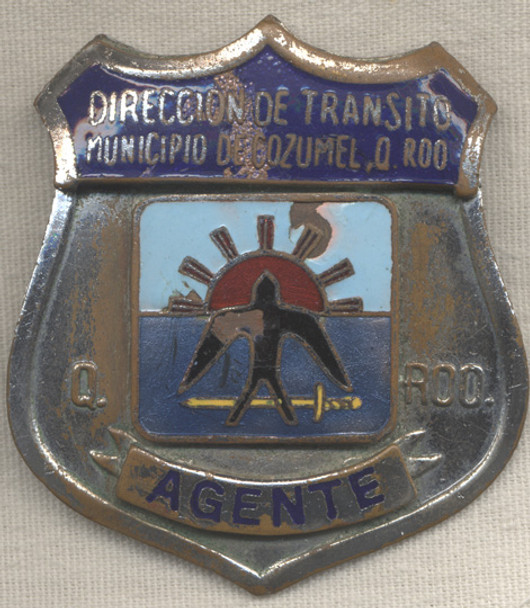 DIRECCION DE TRANSITO
MUNICIPIO DE COZUMEL, Q. ROO
Q. ROO.
AGENTE